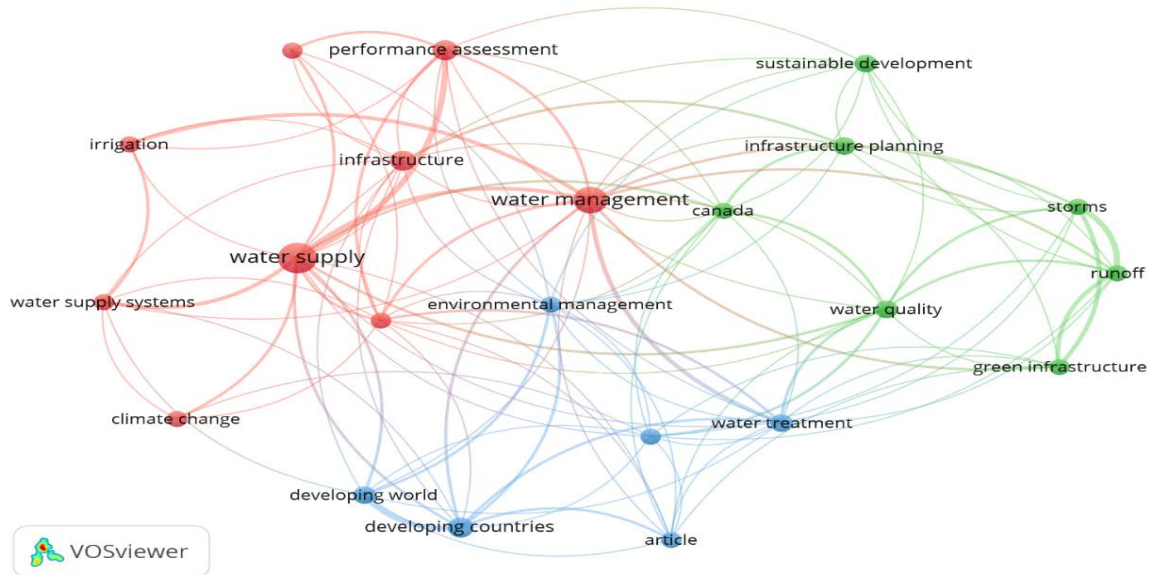 performance assessment
sustainable development
irrigation
infrastructure
infrastructure planning
water management
canada
storms
water supply
runoff
water supply systems
environmental management
water quality
green infrastructure
climate change
water treatment
developing world
developing countries
article
VOSviewer